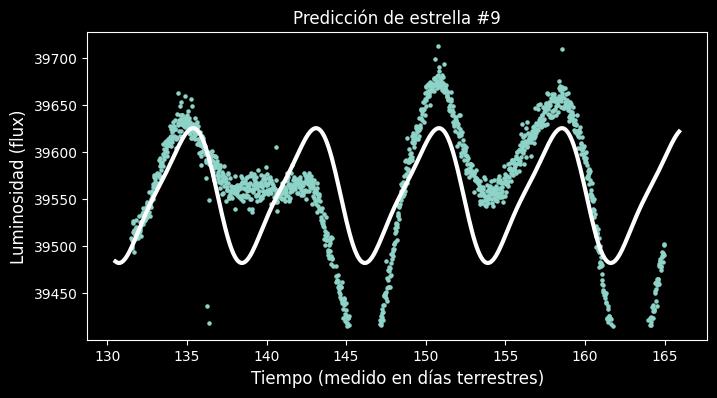 Predicción de estrella #9
Luminosidad (flux)
39700
39650
39600
39550
39500
39450
130 135 140 145 150 155 160 165
Tiempo (medido en días terrestres)